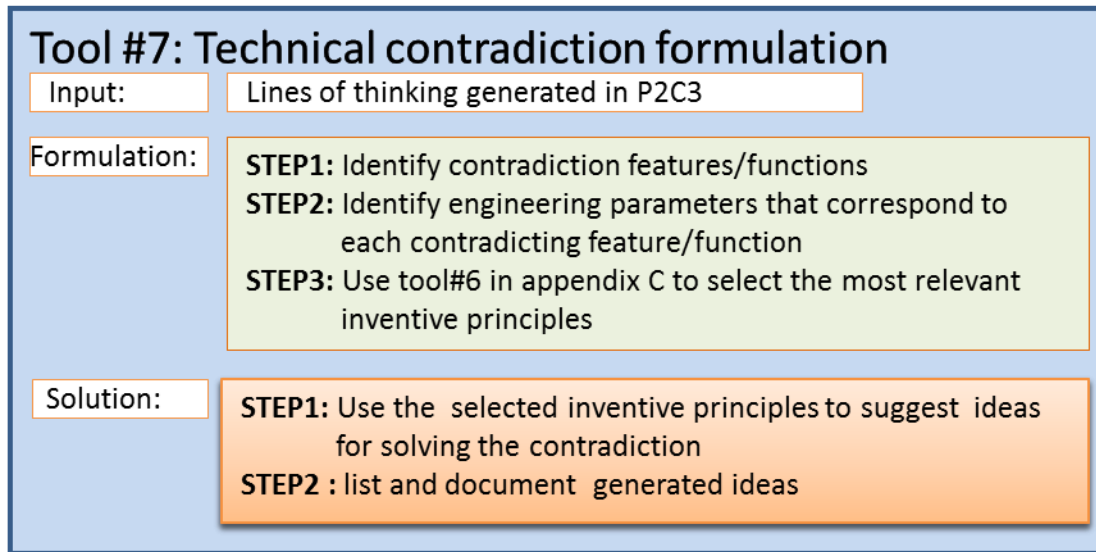 Tool #7: Technical contradiction formulation
Input:
Lines of thinking generated in P2C3
Formulation:
STEP1: Identify contradiction features/functions
STEP2: Identify engineering parameters that correspond to
each contradicting feature/function
STEP3: Use tool#6 in appendix C to select the most relevant
inventive principles
Solution:
STEP1: Use the selected inventive principles to suggest ideas
for solving the contradiction
STEP2 : list and document generated ideas